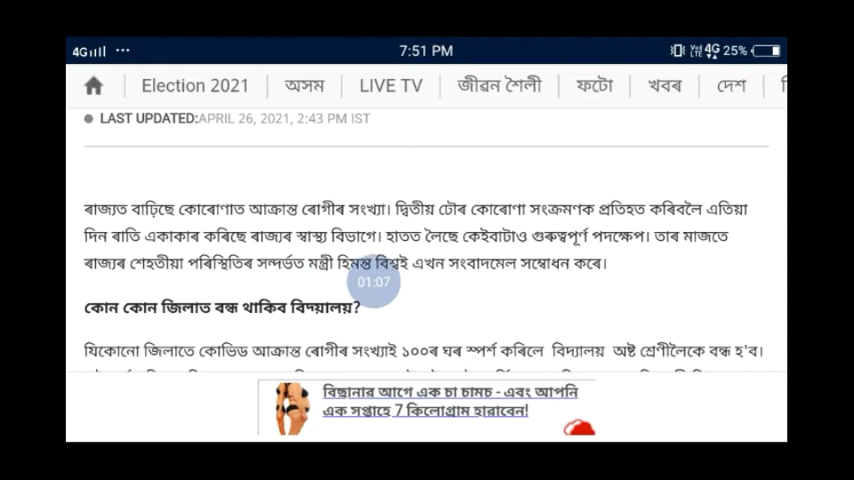 4G 7:51 PM 4G 25%
Election 2021 অসম LIVE TV জীৱন শৈলী ফটো খবৰ দেশ
LAST UPDATED:APRIL 26, 2021, 2:43 PM IST
ৰাজ্যত বাঢ়িছে কোৰোণাত আক্ৰান্ত ৰোগীৰ সংখ্যা। দ্বিতীয় ঢৌৰ কোৰোণা সংক্ৰমণক প্ৰতিহত কৰিবলৈ এতিয়া
দিন ৰাতি একাকাৰ কৰিছে ৰাজ্যৰ স্বাস্থ্য বিভাগে। হাতত লৈছে কেইবাটাও গুৰুত্বপূৰ্ণ পদক্ষেপ। তাৰ মাজতে
ৰাজ্যৰ শেহতীয়া পৰিস্থিতিৰ সন্দৰ্ভত মন্ত্ৰী হিমন্ত বিশ্বই এখন সংবাদমেল সম্বোধন কৰে।
01:07
কোন কোন জিলাত বন্ধ থাকিব বিদ্যালয়?
যিকোনো জিলাতে কোভিড আক্ৰান্ত ৰোগীৰ সংখ্যাই ১০০ৰ ঘৰ স্পৰ্শ কৰিলে বিদ্যালয় অষ্ট শ্ৰেণীলৈকে বন্ধ হ'ব।
বিছানার আগে এক চা চামচ - এবং আপনি
এক সপ্তাহে 7 কিলোগ্রাম হারাবেন!